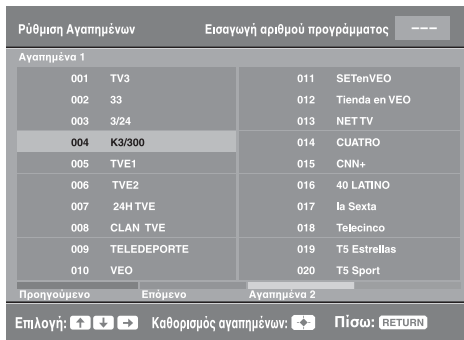 Ρύθμιση Αγαπημένων Εισαγωγή αριθμού προγράμματος ---
Αγαπημένα 1
001 TV3 011 SETenVEO
002 33 012 Tienda en VEO
003 3/24 013 NET TV
004 K3/300 014 CUATRO
005 TVE1 015 CNN+
006 TVE2 016 40 LATINO
007 24H TVE 017 la Sexta
008 CLAN TVE 018 Telecinco
009 TELEDEPORTE 019 T5 Estrellas
010 VEO 020 T5 Sport
Προηγούμενο Επόμενο Αγαπημένα 2
Επιλογή: ↑ ↓ → Καθορισμός αγαπημένων: Πίσω: RETURN